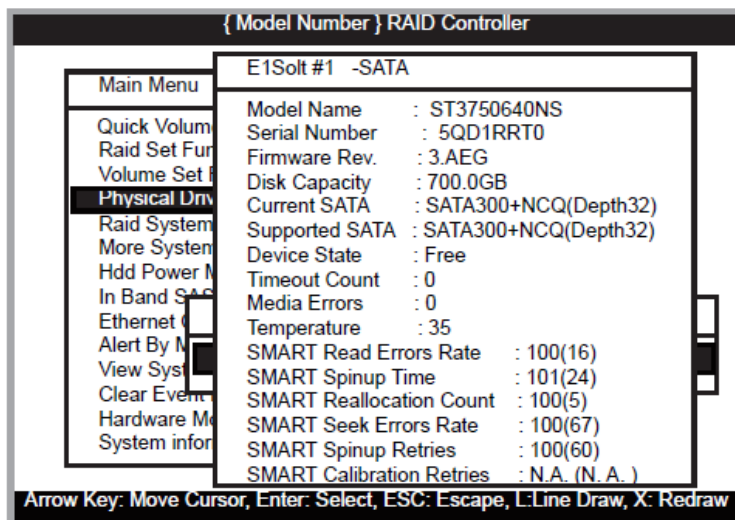 { Model Number } RAID Controller
E1Solt #1 -SATA
Main Menu
Quick Volum
Raid Set Fun
Volume Set F
Physical Driv
Raid System
More System
Hdd Power M
In Band SAS
Ethernet
Alert By M
View Syst
Clear Event
Hardware Mo
System infor
Model Name : ST3750640NS
Serial Number : 5QD1RRT0
Firmware Rev. : 3.AEG
Disk Capacity : 700.0GB
Current SATA : SATA300+NCQ(Depth32)
Supported SATA : SATA300+NCQ(Depth32)
Device State : Free
Timeout Count : 0
Media Errors : 0
Temperature : 35
SMART Read Errors Rate : 100(16)
SMART Spinup Time : 101(24)
SMART Reallocation Count : 100(5)
SMART Seek Errors Rate : 100(67)
SMART Spinup Retries : 100(60)
SMART Calibration Retries : N.A. (N. A. )
Arrow Key: Move Cursor, Enter: Select, ESC: Escape, L:Line Draw, X: Redraw